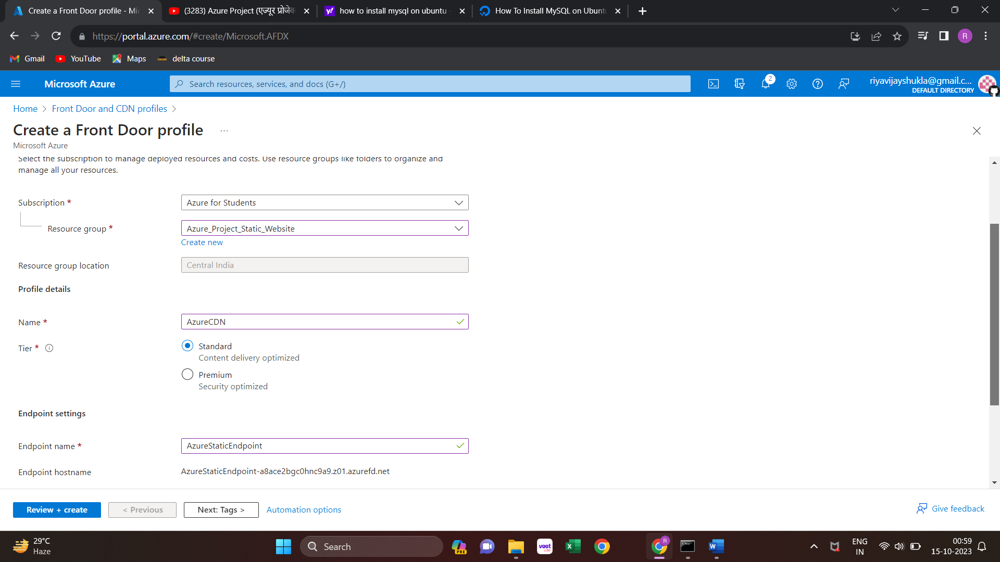 Create a Front Door profile - Mic
(3283) Azure Project (एज्यूर प्रोजेक
how to install mysql on ubuntu -
How To Install MySQL on Ubuntu
https://portal.azure.com/#create/Microsoft.AFDX
R
Gmail
YouTube
Maps
delta course
Microsoft Azure
Search resources, services, and docs (G+/)
2
riyavijayshukla@gmail.c...
DEFAULT DIRECTORY
Home > Front Door and CDN profiles >
Create a Front Door profile ...
Microsoft Azure
Select the subscription to manage deployed resources and costs. Use resource groups like folders to organize and
manage all your resources.
Subscription *
Azure for Students
Resource group *
Azure_Project_Static_Website
Create new
Resource group location
Central India
Profile details
Name *
AzureCDN
Tier *
Standard
Content delivery optimized
Premium
Security optimized
Endpoint settings
Endpoint name *
AzureStaticEndpoint
Endpoint hostname
AzureStaticEndpoint-a8ace2bgc0hnc9a9.z01.azurefd.net
Review + create
< Previous
Next: Tags >
Automation options
Give feedback
29°C
Haze
Search
PRE
voot
Lite
R
ENG
IN
00:59
15-10-2023